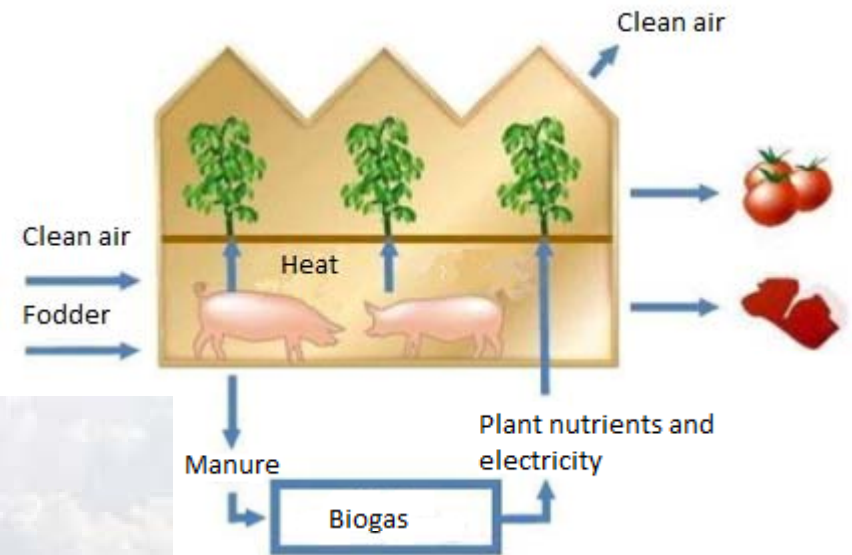 Clean air
Clean air
Heat
Fodder
Manure
Plant nutrients and
electricity
Biogas